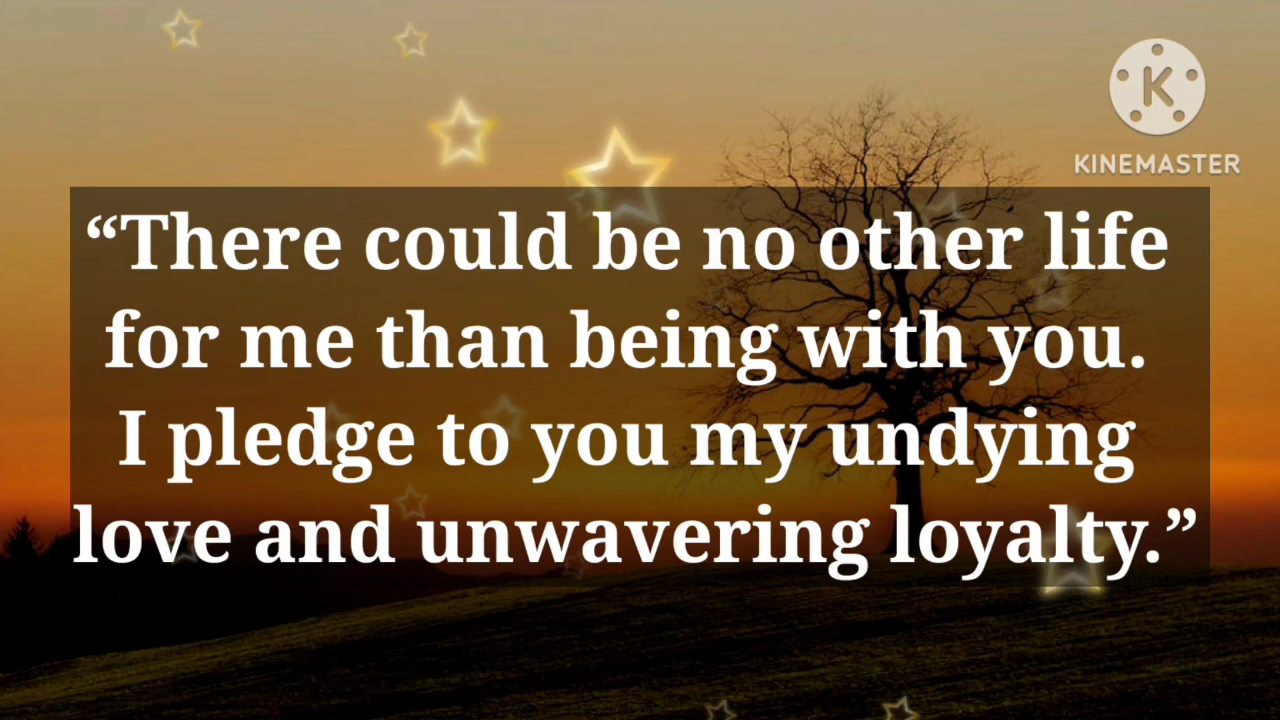 K
KINEMASTER
“There could be no other life
for me than being with you.
I pledge to you my undying
love and unwavering loyalty.”